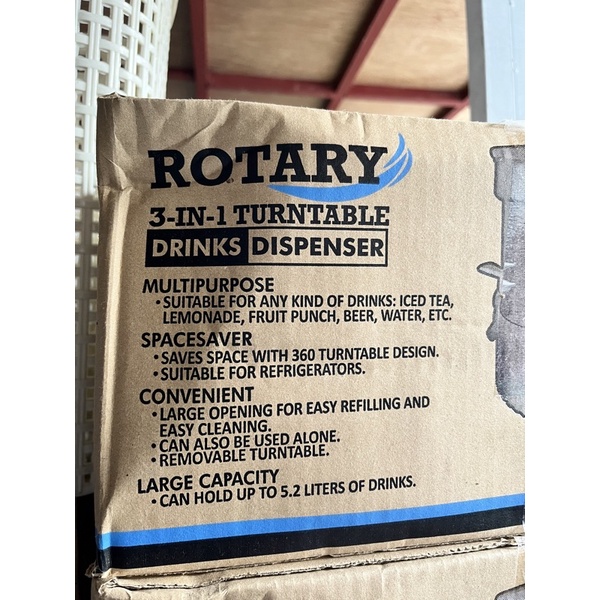 ROTARY
3-IN-1 TURNTABLE
DRINKS DISPENSER
MULTIPURPOSE
• SUITABLE FOR ANY KIND OF DRINKS: ICED TEA,
LEMONADE, FRUIT PUNCH, BEER, WATER, ETC.
SPACESAVER
• SAVES SPACE WITH 360 TURNTABLE DESIGN.
• SUITABLE FOR REFRIGERATORS.
CONVENIENT
• LARGE OPENING FOR EASY REFILLING AND
EASY CLEANING.
• CAN ALSO BE USED ALONE.
• REMOVABLE TURNTABLE.
LARGE CAPACITY
• CAN HOLD UP TO 5.2 LITERS OF DRINKS.